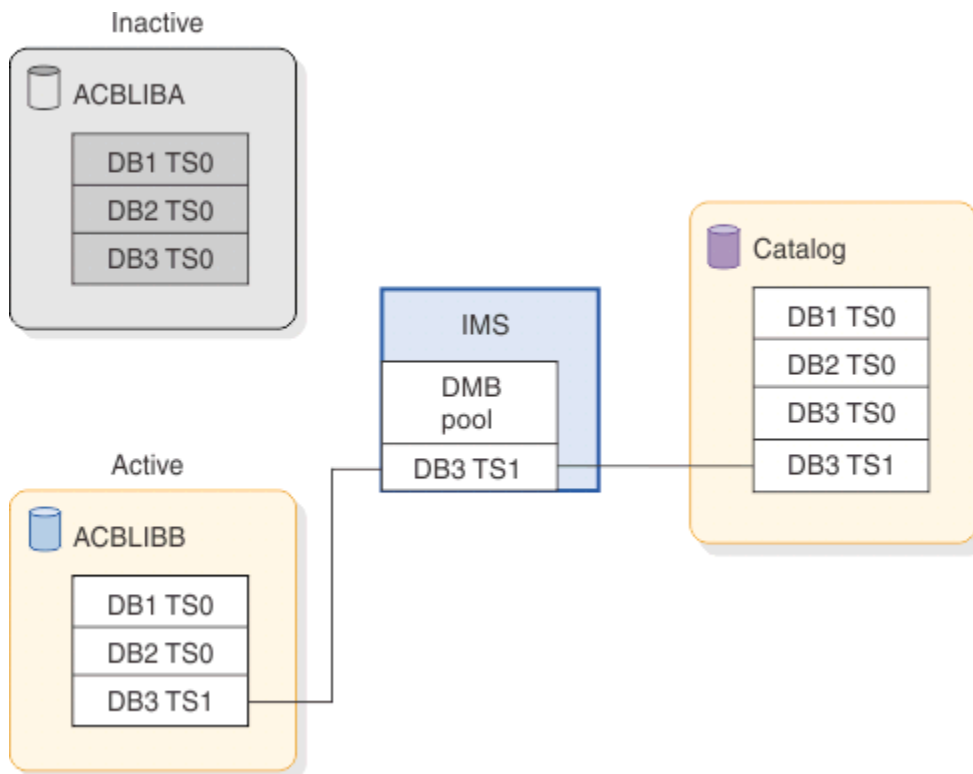 Inactive
ACBLIBA
DB1 TS0
DB2 TS0
DB3 TS0
Active
ACBLIBB
DB1 TS0
DB2 TS0
DB3 TS1
IMS
DMB
pool
DB3 TS1
Catalog
DB1 TS0
DB2 TS0
DB3 TS0
DB3 TS1